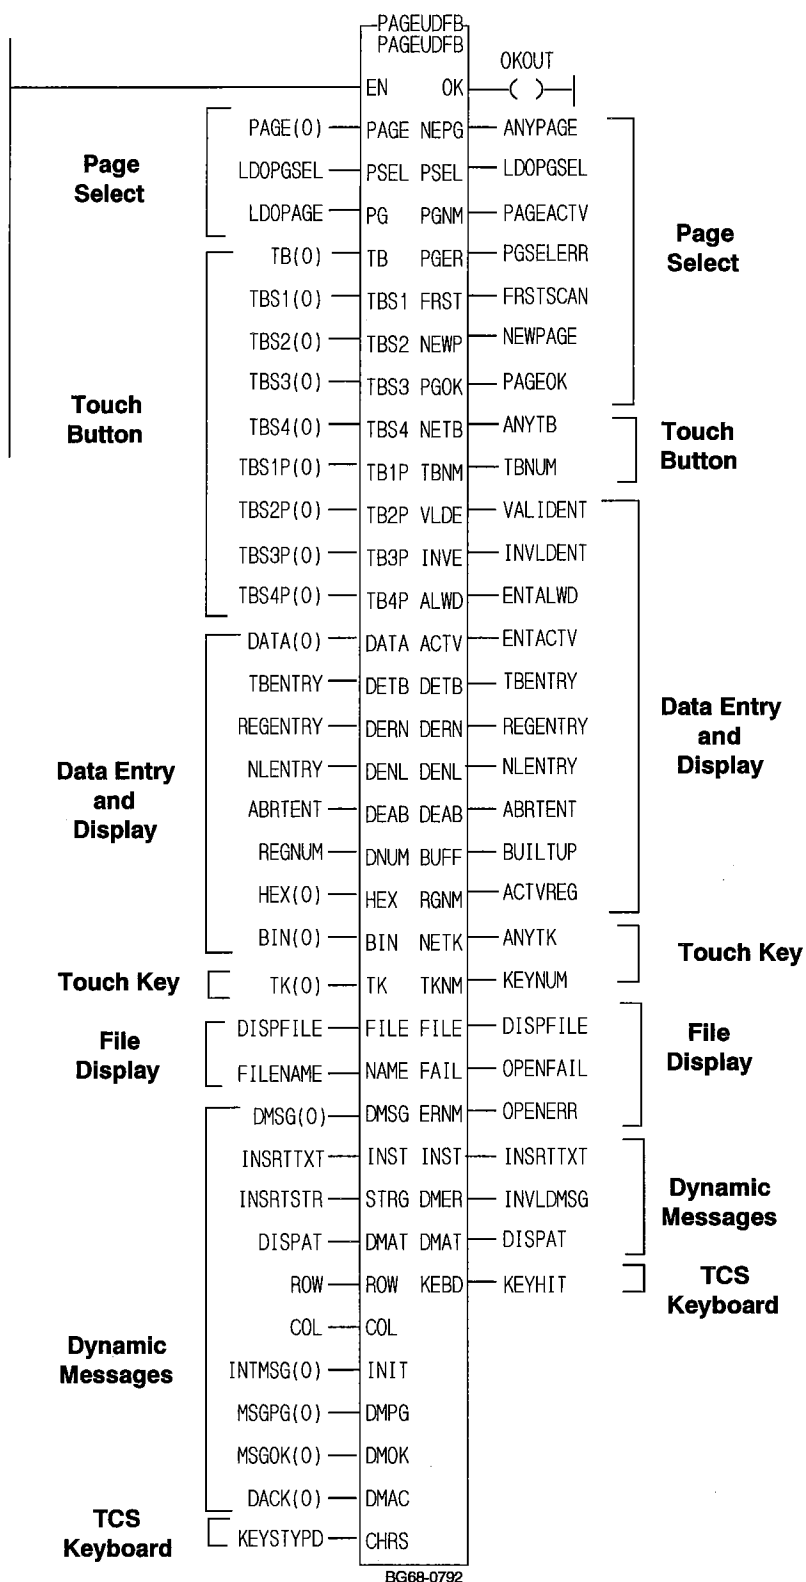 PAGEUDFB
PAGEUDFB
OKOUT
EN OK ( )
PAGE(0) PAGE NEPG ANYPAGE
Page
Select
LDOPGSEL PSEL PSEL LDOPGSEL
LDOPAGE PG PGNM PAGEACTV
Page
Select
TB(0) TB PGER PGSELERR
TBS1(0) TBS1 FRST FRSTSCAN
TBS2(0) TBS2 NEWP NEWPAGE
TBS3(0) TBS3 PGOK PAGEOK
Touch
Button
TBS4(0) TBS4 NETB ANYTB
Touch
Button
TBS1P(0) TB1P TBNM TBNUM
TBS2P(0) TB2P VLDE VALIDENT
TBS3P(0) TB3P INVE INVLDENT
TBS4P(0) TB4P ALWD ENTALWD
DATA(0) DATA ACTV ENTACTV
TBENTRY DETB DETB TBENTRY
REGENTRY DERN DERN REGENTRY
Data Entry
and
Display
NLENTRY DENL DENL NLENTRY
Data Entry
and
Display
ABRTENT DEAB DEAB ABRTENT
REGNUM DNUM BUFF BUILTUP
HEX(0) HEX RGNM ACTVREG
BIN(0) BIN NETK ANYTK
Touch Key
Touch Key
TK(0) TK TKNM KEYNUM
File
Display
DISPFILE FILE FILE DISPFILE
FILENAME NAME FAIL OPENFAIL
File
Display
DMSG(0) DMSG ERNM OPENERR
INSRTTXT INST INST INSRTTXT
INSRTSTR STRG DMER INVLDMSG
Dynamic
Messages
DISPAT DMAT DMAT DISPAT
ROW ROW KEBD KEYHIT
TCS
Keyboard
COL COL
Dynamic
Messages
INTMSG(0) INIT
MSGPG(0) DMPG
MSGOK(0) DMOK
DACK(0) DMAC
TCS
Keyboard
KEYSTYPD CHRS
BG68-0792